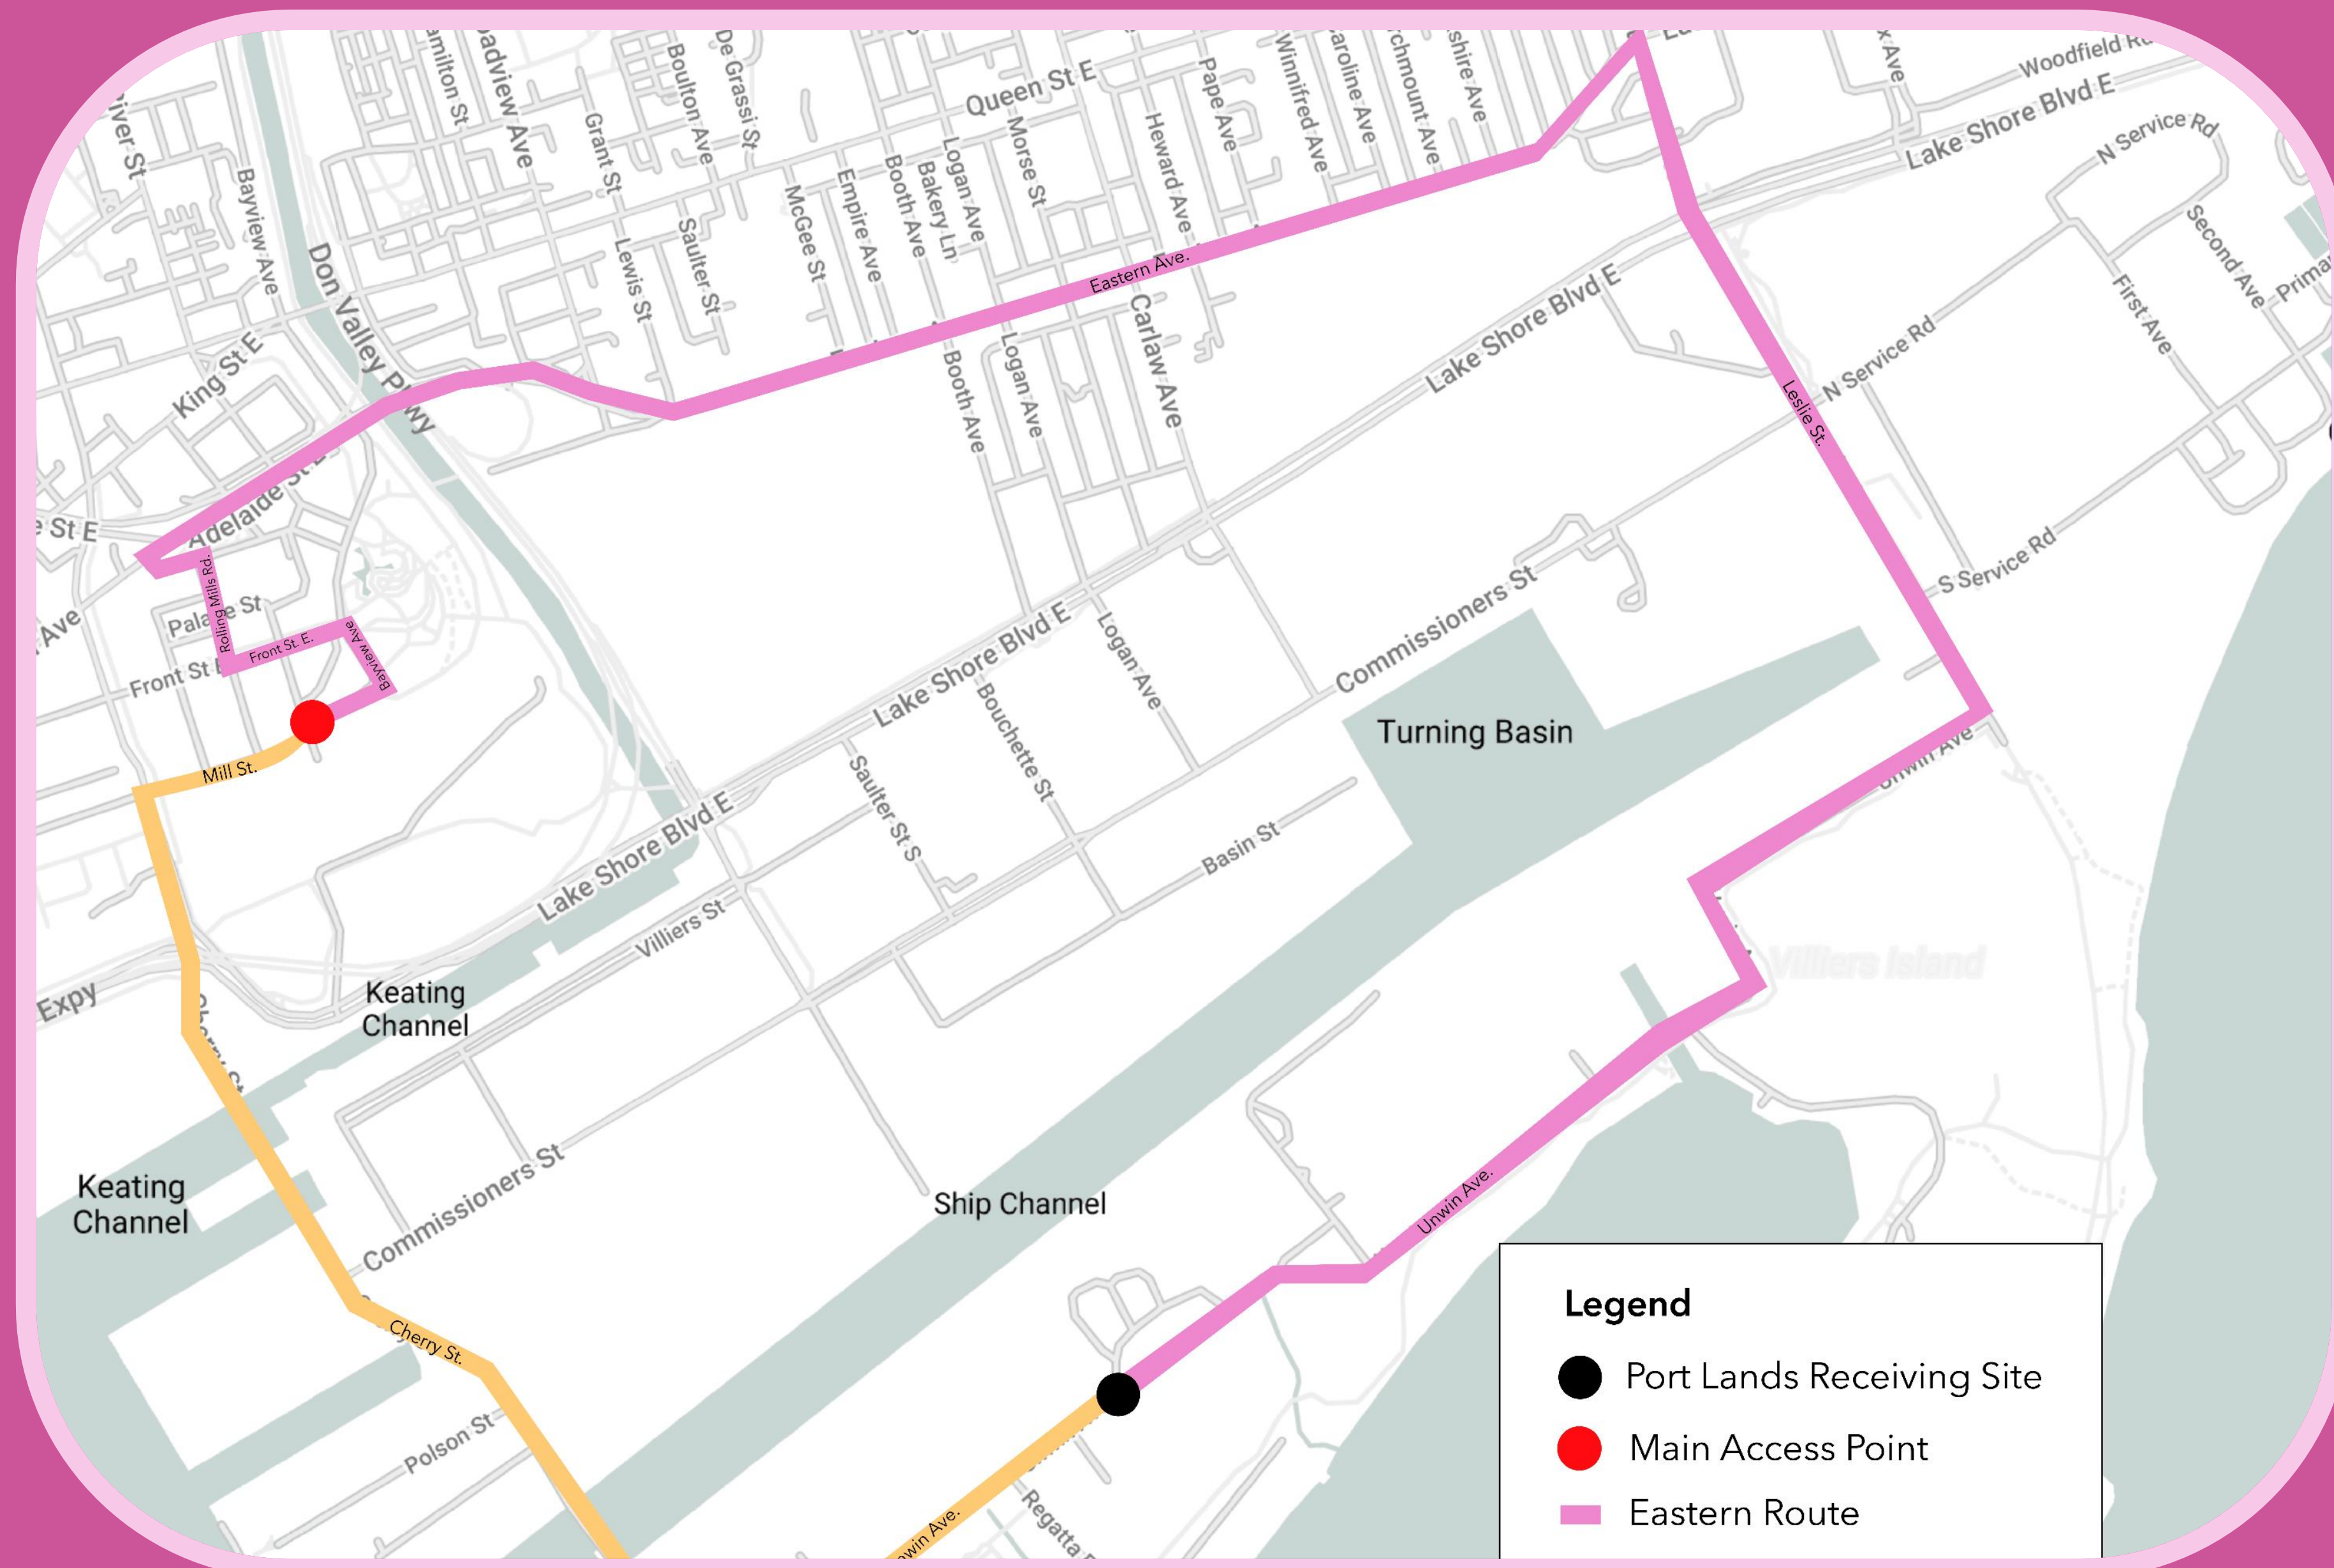 Queen St E
Woodfield
Lake Shore Blvd E
N Service Rd
River St
Bayview Ave
Grant St
Boulton Ave
De Grassi St
Logan Ave
Bakery Ln
Booth Ave
Morse St
Heward Ave
Pape Ave
Winnifred Ave
Empire Ave
McGee St
Saulter St
Lewis St
Don Valley Pkwy
King St E
Eastern Ave.
Carlaw Ave
Logan Ave
Booth Ave
Lake Shore Blvd E
N Service Rd
First Ave
Second Ave
Leslie St.
St E
Adelaide St
Rolling Mills Rd.
Front St. E.
Bayview Ave
Front St
Ave
Mill St.
S Service Rd
Commissioners St
Turning Basin
Logan Ave
Lake Shore Blvd E
Bouchette St
Saulter St S
Basin St
Unwin Ave
Lake Shore Blvd E
Villiers St
Villiers Island
Expy
Keating
Channel
Cherry St
Keating
Channel
Commissioners St
Ship Channel
Unwin Ave.
Cherry St.
Polson St
Ave.
Regatta
Legend
Port Lands Receiving Site
Main Access Point
Eastern Route